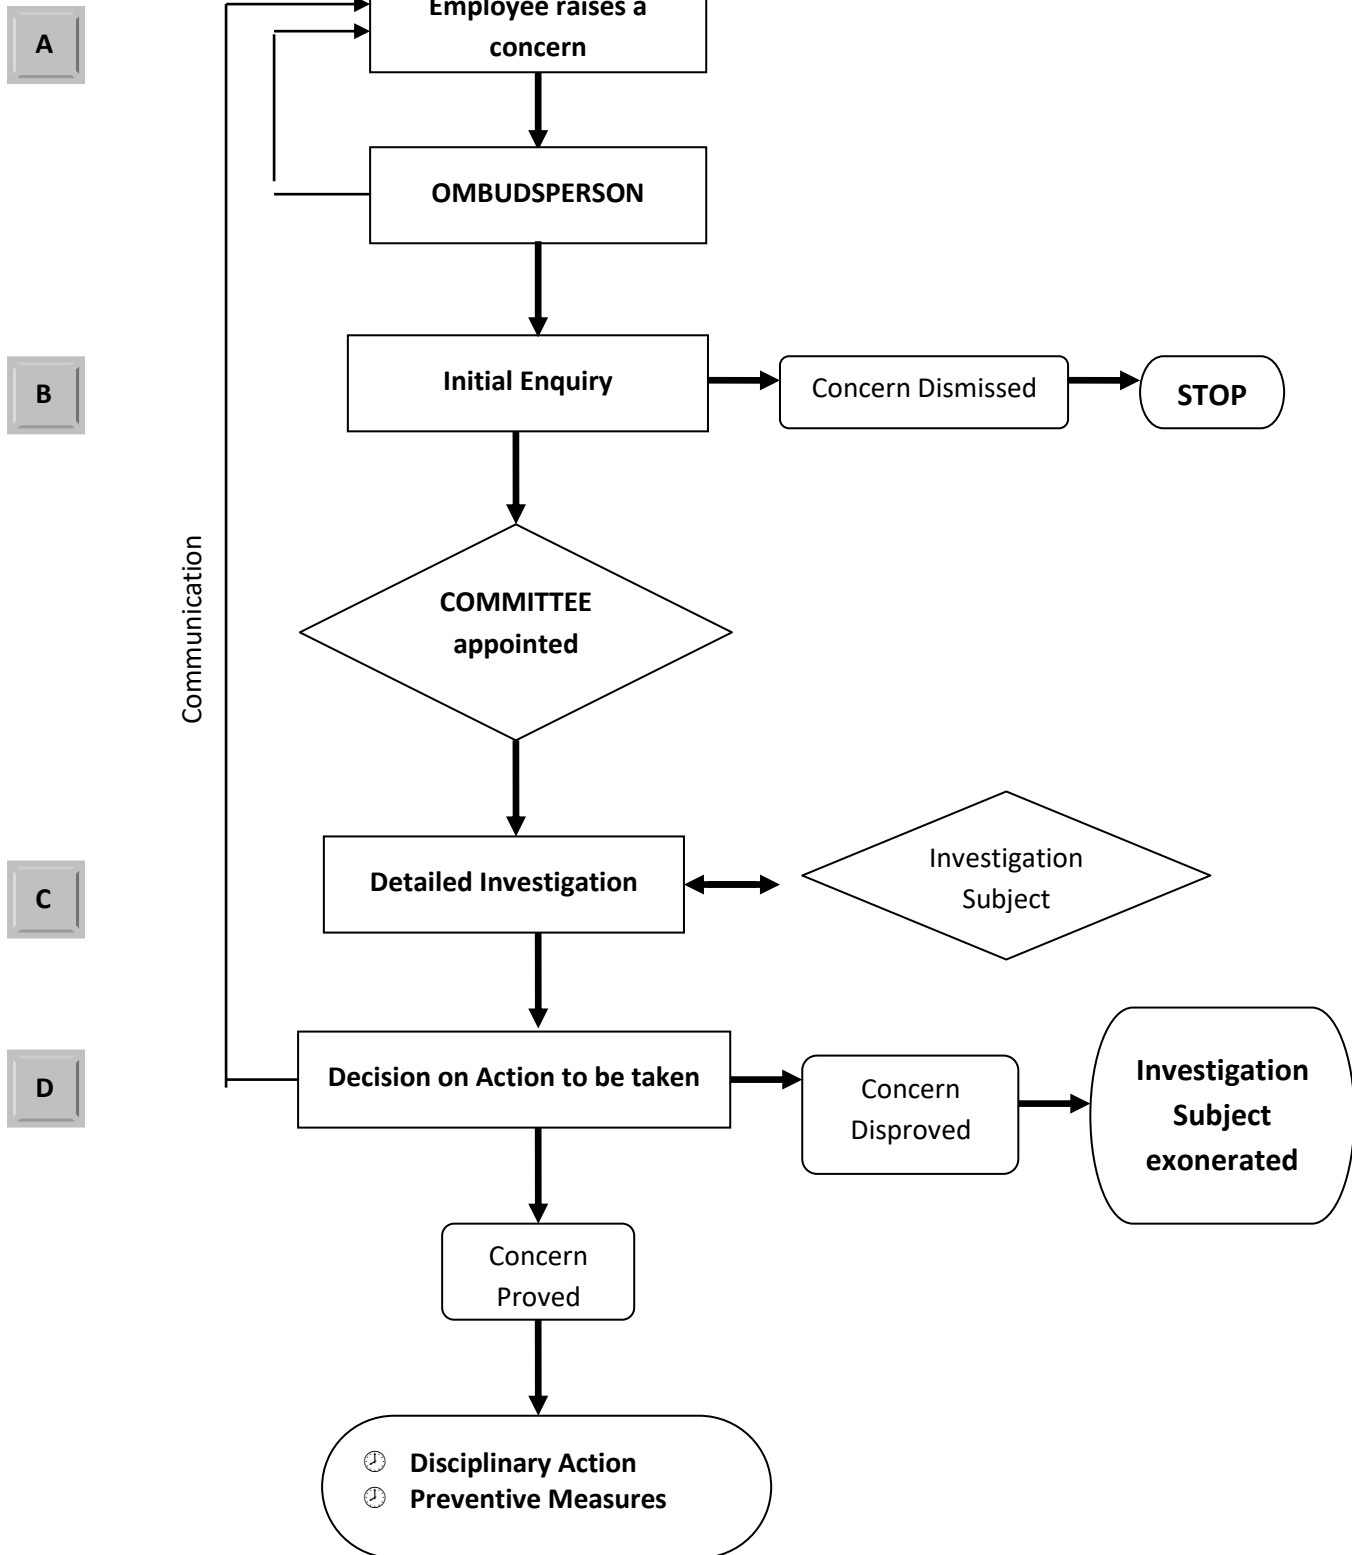 A
Employee raises a
concern
OMBUDSPERSON
B
Initial Enquiry
Concern Dismissed
STOP
Communication
COMMITTEE
appointed
C
Detailed Investigation
Investigation
Subject
D
Decision on Action to be taken
Concern
Disproved
Investigation
Subject
exonerated
Concern
Proved
Disciplinary Action
Preventive Measures